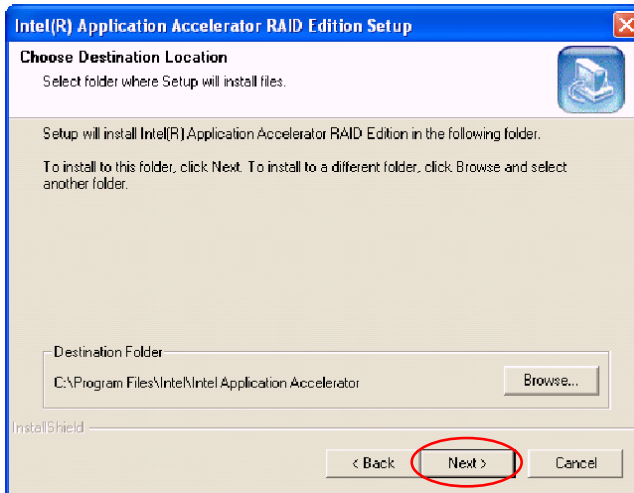 Intel(R) Application Accelerator RAID Edition Setup
Choose Destination Location
Select folder where Setup will install files.
Setup will install Intel(R) Application Accelerator RAID Edition in the following folder.
To install to this folder, click Next. To install to a different folder, click Browse and select
another folder.
Destination Folder
C:\Program Files\Intel\Intel Application Accelerator
Browse...
InstallShield
< Back
Next >
Cancel